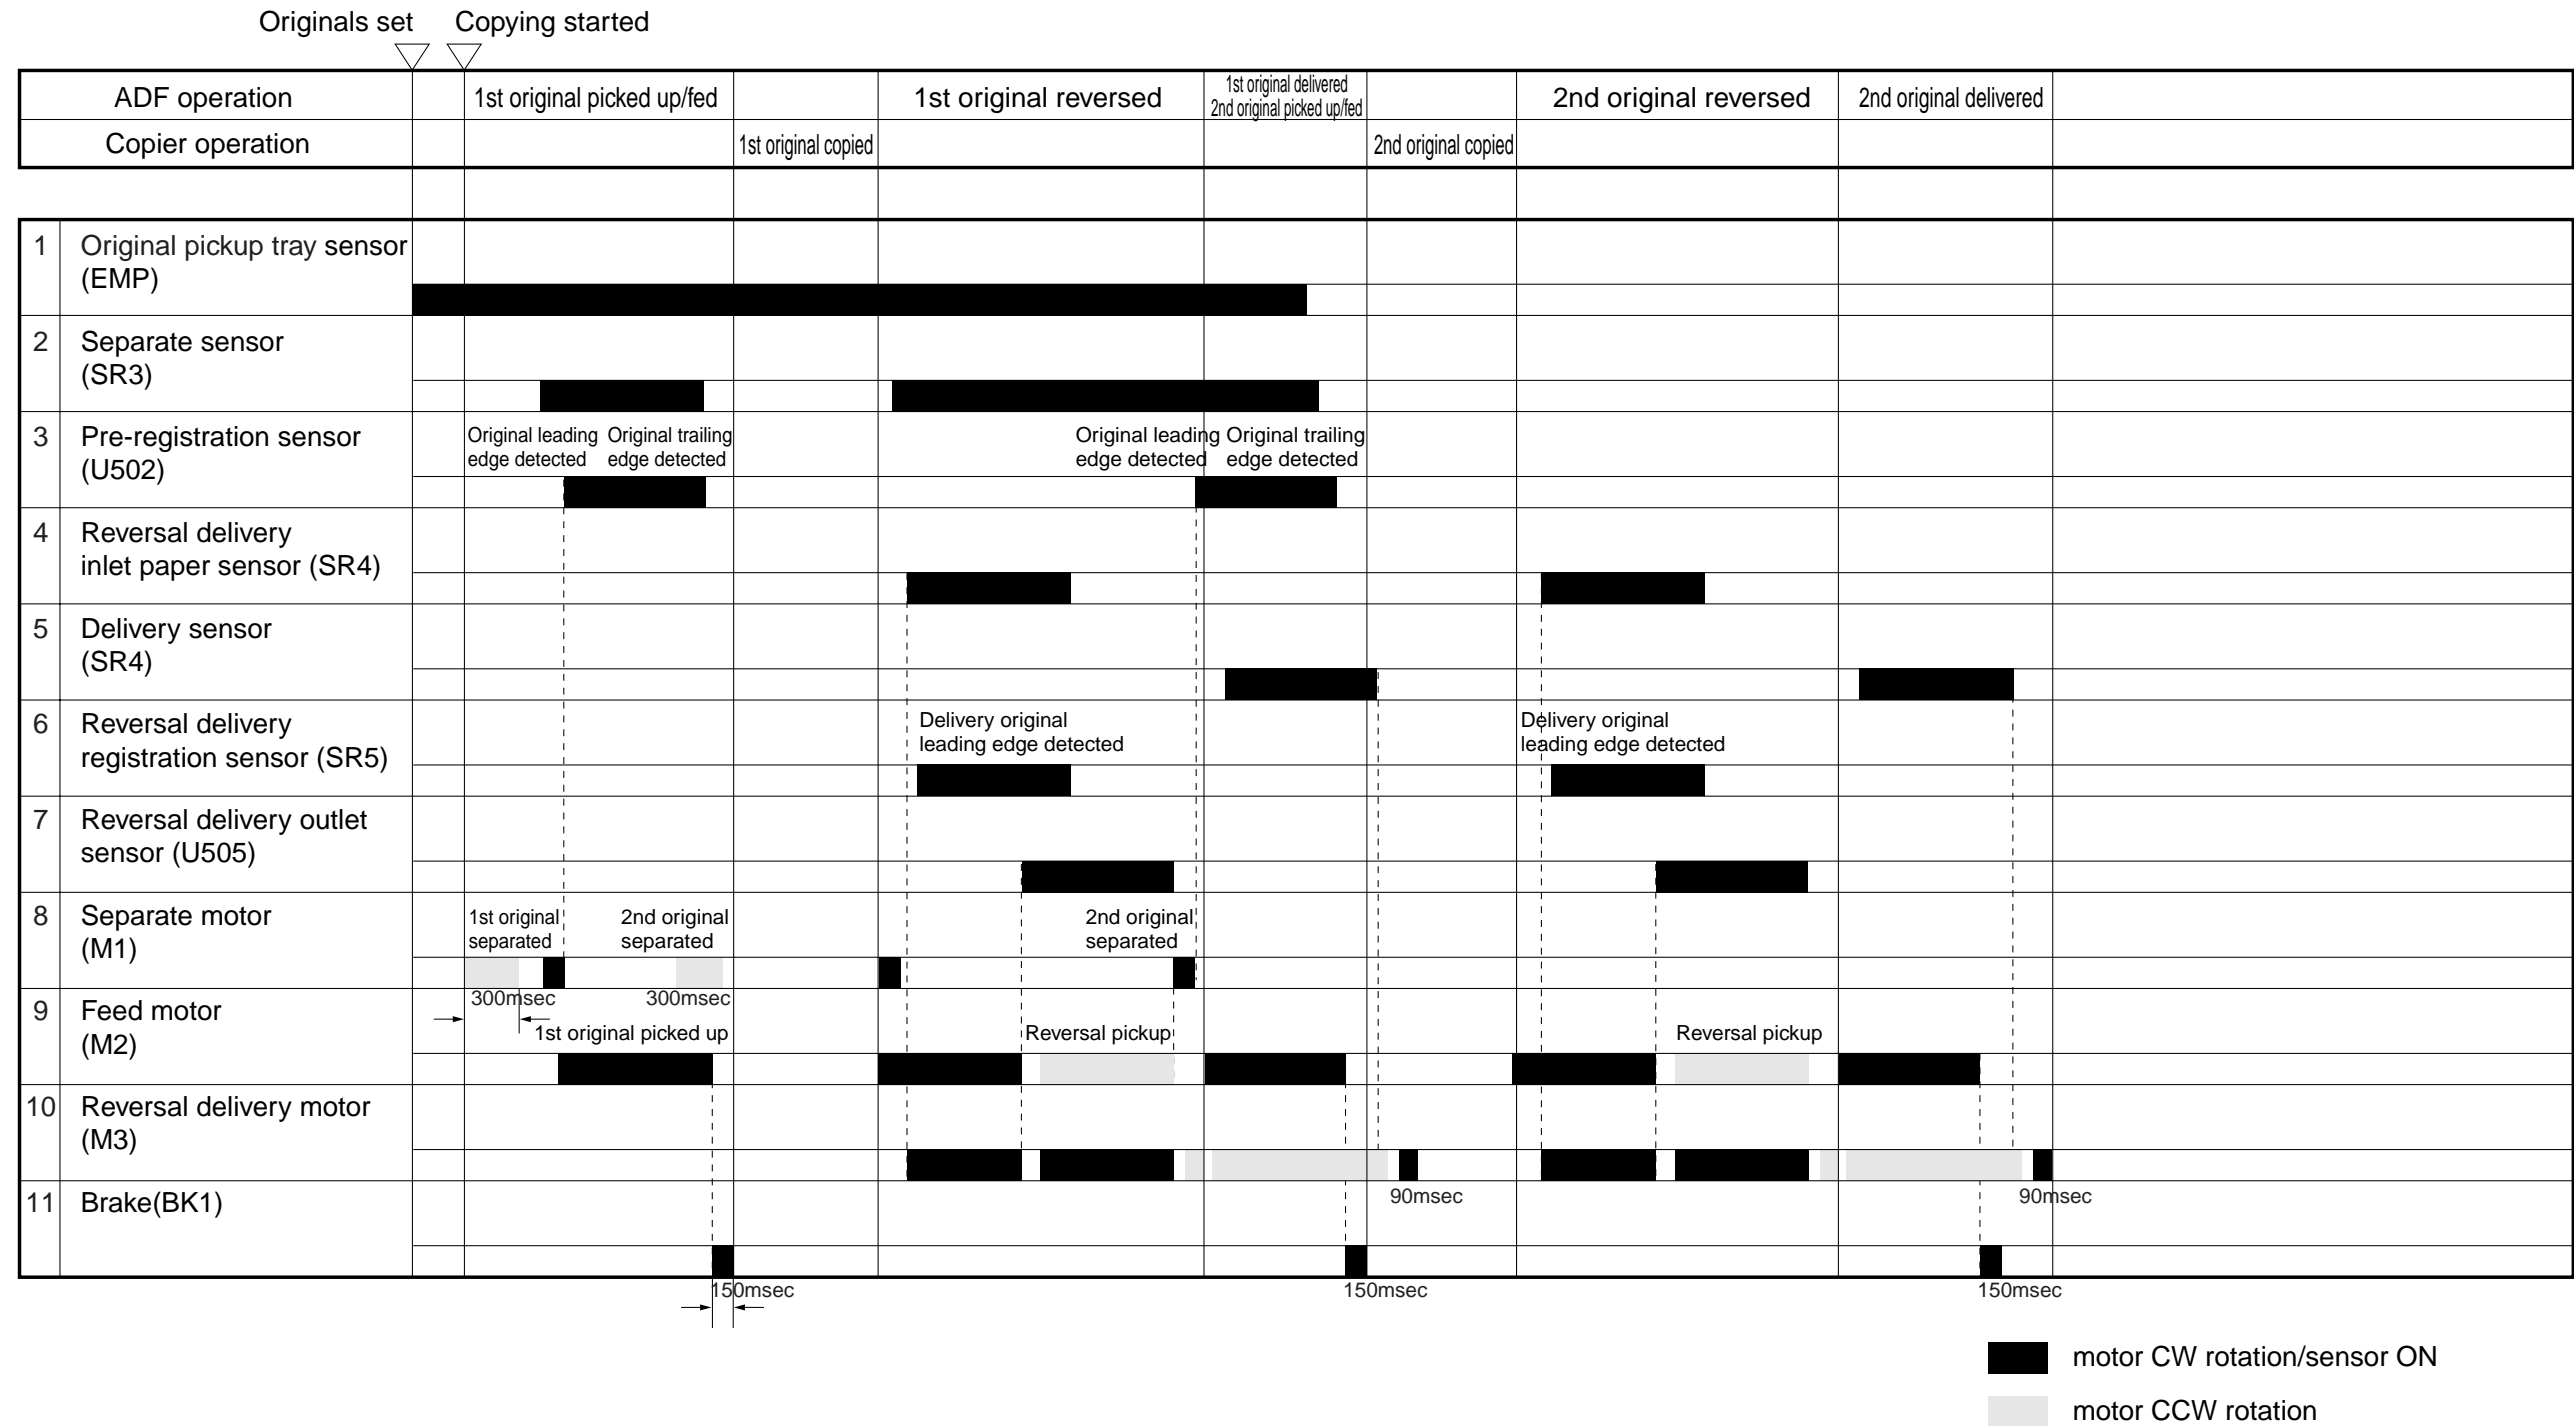 Originals set
Copying started
ADF operation
1st original picked up/fed
1st original reversed
1st original delivered
2nd original picked up/fed
2nd original reversed
2nd original delivered
Copier operation
1st original copied
2nd original copied
1
Original pickup tray sensor
(EMP)
2
Separate sensor
(SR3)
3
Pre-registration sensor
(U502)
Original leading
edge detected
Original trailing
edge detected
Original leading
edge detected
Original trailing
edge detected
4
Reversal delivery
inlet paper sensor (SR4)
5
Delivery sensor
(SR4)
6
Reversal delivery
registration sensor (SR5)
Delivery original
leading edge detected
Delivery original
leading edge detected
7
Reversal delivery outlet
sensor (U505)
8
Separate motor
(M1)
1st original
separated
2nd original
separated
2nd original
separated
300msec
300msec
9
Feed motor
(M2)
1st original picked up
Reversal pickup
Reversal pickup
10
Reversal delivery motor
(M3)
90msec
90msec
11
Brake(BK1)
150msec
150msec
150msec
motor CW rotation/sensor ON
motor CCW rotation